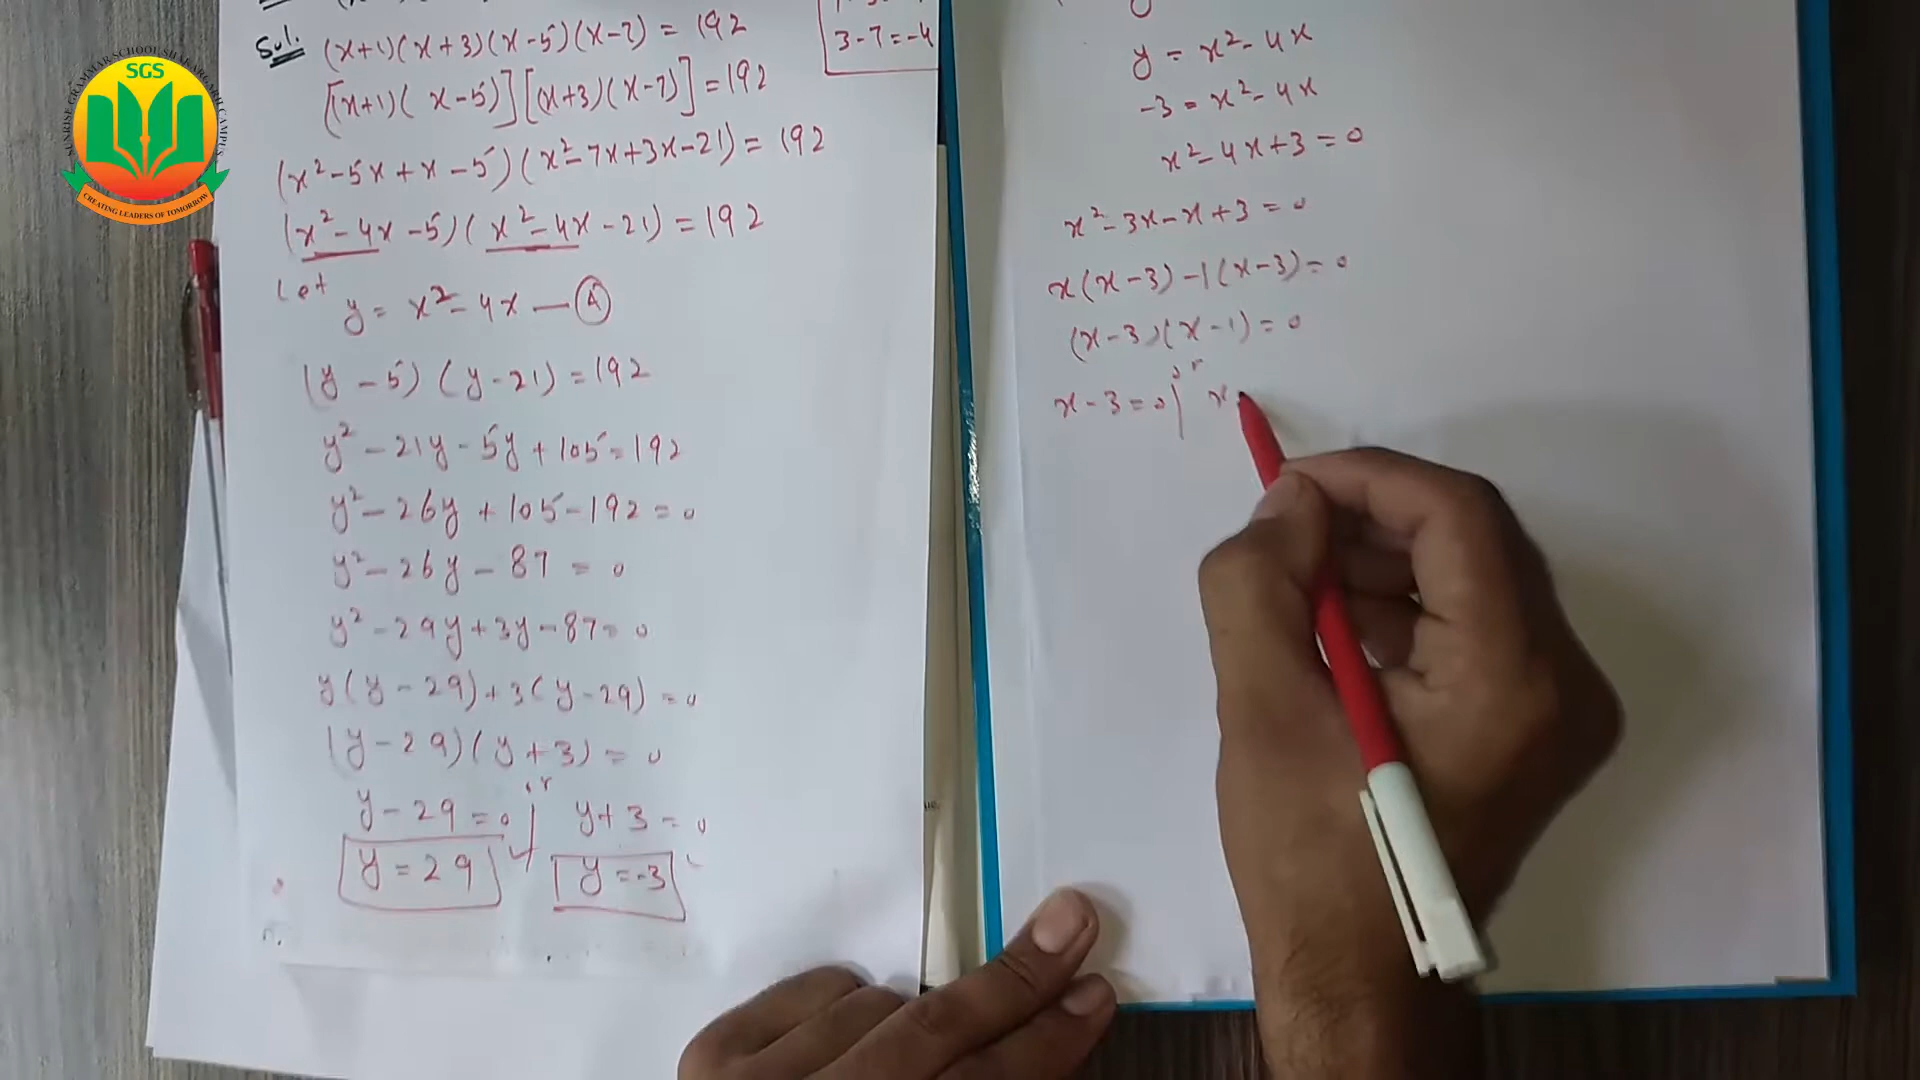 SUNRISE GRAMMAR SCHOOL SHAKARGARH CAMPUS
SGS
CREATING LEADERS OF TOMORROW
Sol. (x+1)(x+3)(x-5)(x-7) = 192
3-7=-4
[(x+1)(x-5)][(x+3)(x-7)] = 192
(x²-5x+x-5)(x²-7x+3x-21) = 192
(x²-4x-5)(x²-4x-21) = 192
Let
y = x²-4x — (A)
(y-5)(y-21) = 192
y²-21y-5y+105=192
y²-26y+105-192=0
y²-26y-87=0
y²-29y+3y-87=0
y(y-29)+3(y-29)=0
(y-29)(y+3)=0
y-29=0 or y+3=0
y=29 y=-3
y = x²-4x
-3 = x²-4x
x²-4x+3=0
x²-3x-x+3=0
x(x-3)-1(x-3)=0
(x-3)(x-1)=0
x-3=0 or x